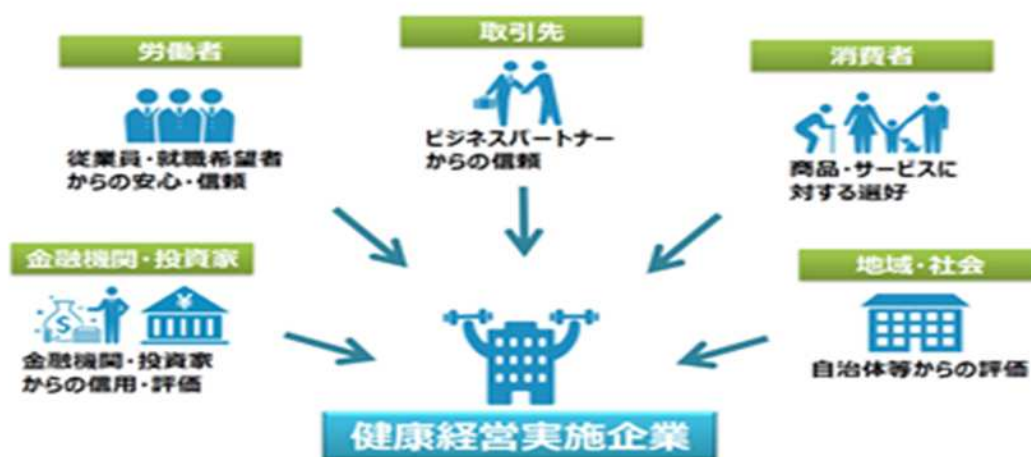 労働者
従業員・就職希望者
からの安心・信頼
取引先
ビジネスパートナー
からの信頼
消費者
商品・サービスに
対する選好
金融機関・投資家
$
¥
金融機関・投資家
からの信用・評価
地域・社会
自治体等からの評価
健康経営実施企業